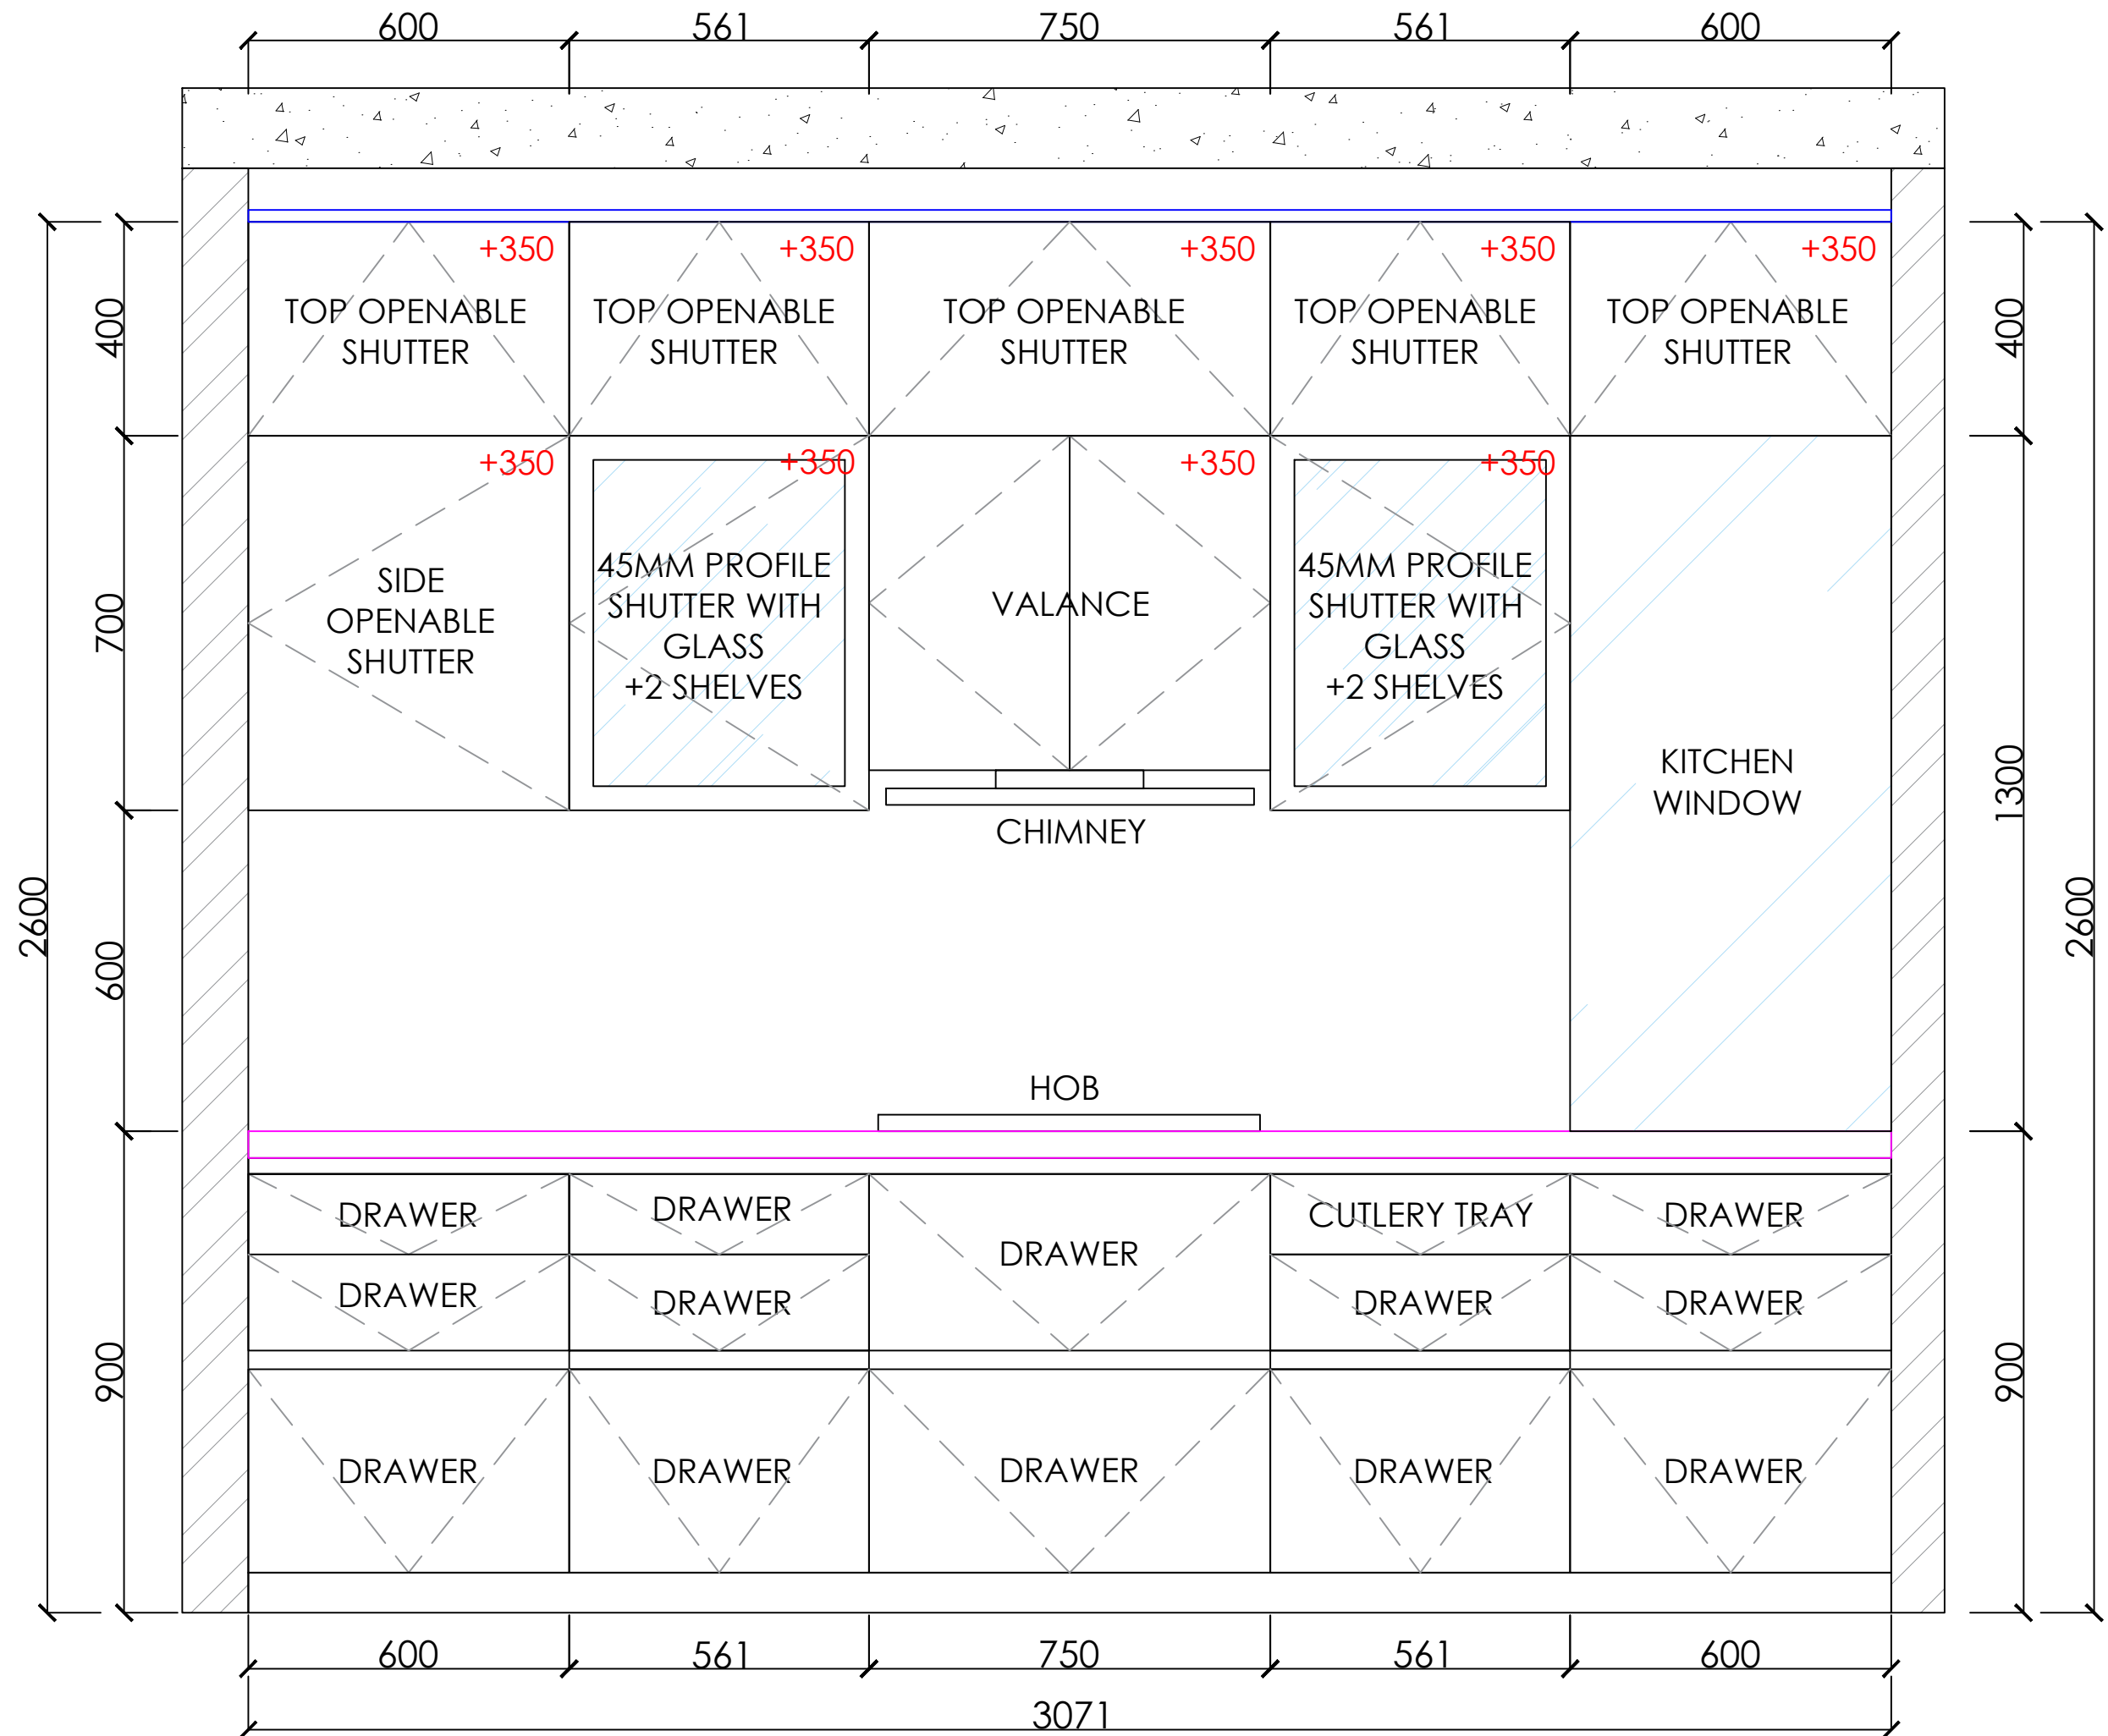 600
561
750
561
600
+350
+350
+350
+350
+350
TOP OPENABLE
SHUTTER
TOP OPENABLE
SHUTTER
TOP OPENABLE
SHUTTER
TOP OPENABLE
SHUTTER
TOP OPENABLE
SHUTTER
400
400
+350
+350
+350
+350
SIDE
OPENABLE
SHUTTER
45MM PROFILE
SHUTTER WITH
GLASS
+2 SHELVES
VALANCE
45MM PROFILE
SHUTTER WITH
GLASS
+2 SHELVES
700
KITCHEN
WINDOW
1300
CHIMNEY
2600
600
2600
HOB
DRAWER
DRAWER
DRAWER
CUTLERY TRAY
DRAWER
DRAWER
DRAWER
DRAWER
DRAWER
900
900
DRAWER
DRAWER
DRAWER
DRAWER
DRAWER
600
561
750
561
600
3071